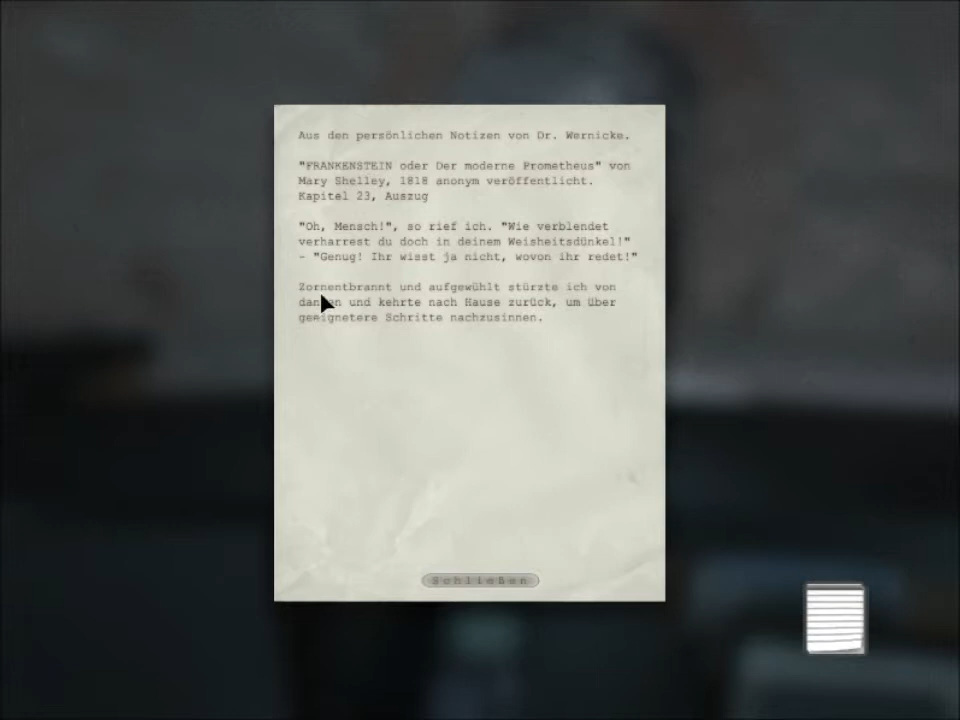 Aus den persönlichen Notizen von Dr. Wernicke.
"FRANKENSTEIN oder Der moderne Prometheus" von
Mary Shelley, 1818 anonym veröffentlicht.
Kapitel 23, Auszug
"Oh, Mensch!", so rief ich. "Wie verblendet
verharrest du doch in deinem Weisheitsdünkel!"
- "Genug! Ihr wisst ja nicht, wovon ihr redet!"
Zornentbrannt und aufgewühlt stürzte ich von
dannen und kehrte nach Hause zurück, um über
geeignetere Schritte nachzusinnen.
Schließen